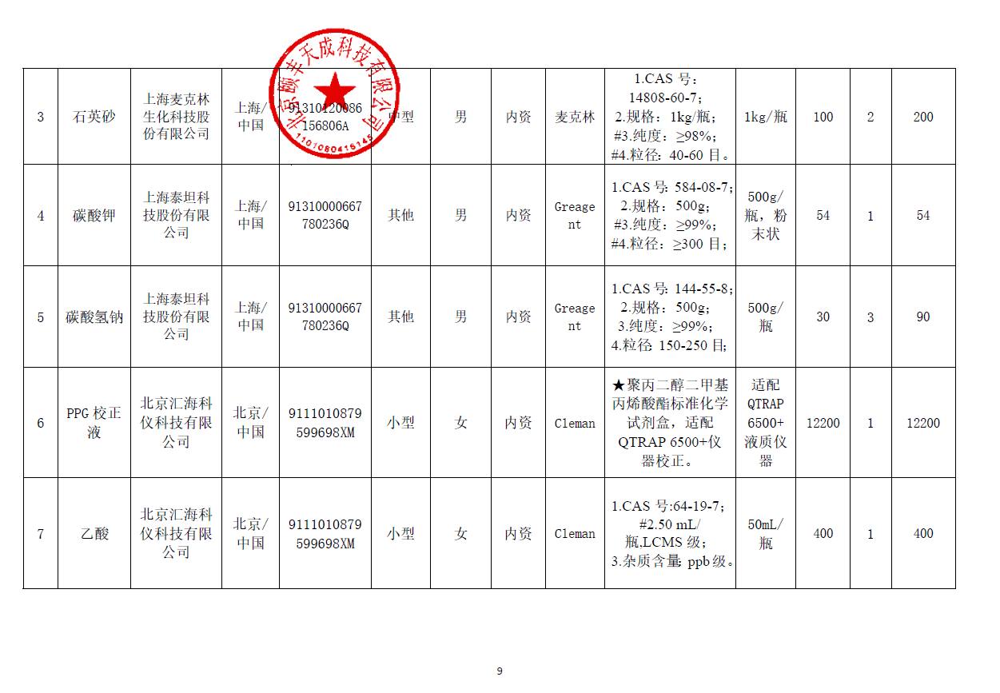 北京颐丰天成科技有限公司
1101080416145
3
石英砂
上海麦克林
生化科技股
份有限公司
上海/
中国
91310120086
156806A
中型
男
内资
麦克林
1.CAS 号：
14808-60-7；
2.规格：1kg/瓶；
#3.纯度：≥98%；
#4.粒径：40-60 目。
1kg/瓶
100
2
200
4
碳酸钾
上海泰坦科
技股份有限
公司
上海/
中国
91310000667
780236Q
其他
男
内资
Greage
nt
1.CAS 号: 584-08-7；
2.规格：500g；
#3.纯度：≥99%；
#4.粒径：≥300 目；
500g/
瓶，粉
末状
54
1
54
5
碳酸氢钠
上海泰坦科
技股份有限
公司
上海/
中国
91310000667
780236Q
其他
男
内资
Greage
nt
1.CAS 号: 144-55-8；
2.规格：500g；
3.纯度：≥99%；
4.粒径: 150-250 目；
500g/
瓶
30
3
90
6
PPG 校正
液
北京汇海科
仪科技有限
公司
北京/
中国
9111010879
599698XM
小型
女
内资
Cleman
★聚丙二醇二甲基
丙烯酸酯标准化学
试剂盒，适配
QTRAP 6500+仪
器校正。
适配
QTRAP
6500+
液质仪
器
12200
1
12200
7
乙酸
北京汇海科
仪科技有限
公司
北京/
中国
9111010879
599698XM
小型
女
内资
Cleman
1.CAS 号:64-19-7；
#2.50 mL/
瓶,LCMS 级；
3.杂质含量: ppb 级。
50mL/
瓶
400
1
400
9